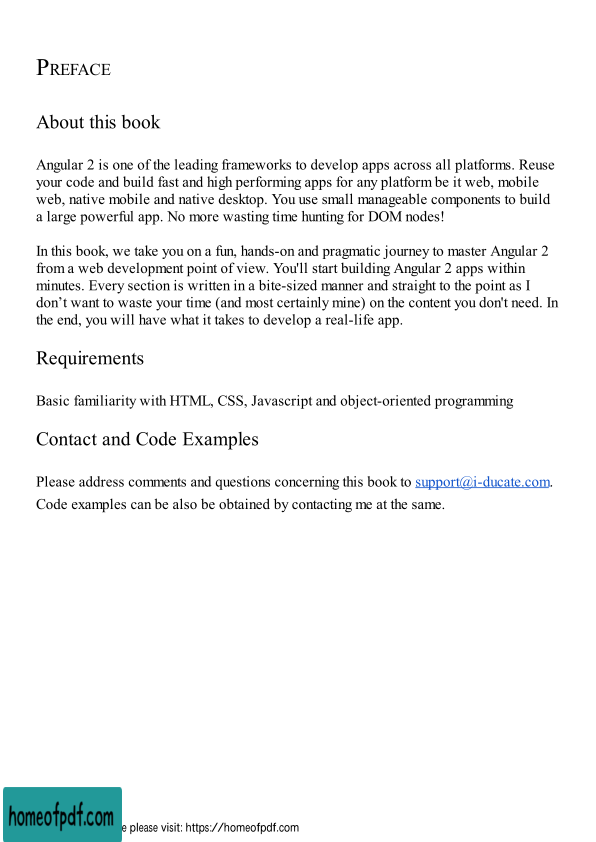 PREFACE
About this book
Angular 2 is one of the leading frameworks to develop apps across all platforms. Reuse
your code and build fast and high performing apps for any platform be it web, mobile
web, native mobile and native desktop. You use small manageable components to build
a large powerful app. No more wasting time hunting for DOM nodes!
In this book, we take you on a fun, hands-on and pragmatic journey to master Angular 2
from a web development point of view. You'll start building Angular 2 apps within
minutes. Every section is written in a bite-sized manner and straight to the point as I
don’t want to waste your time (and most certainly mine) on the content you don't need. In
the end, you will have what it takes to develop a real-life app.
Requirements
Basic familiarity with HTML, CSS, Javascript and object-oriented programming
Contact and Code Examples
Please address comments and questions concerning this book to support@i-ducate.com.
Code examples can be also be obtained by contacting me at the same.
homeofpdf.com
e please visit: https://homeofpdf.com